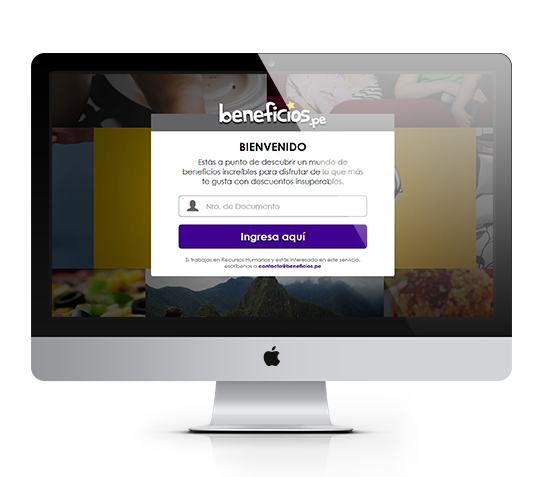 beneficios.pe
BIENVENIDO
Estás a punto de descubrir un mundo de
beneficios increíbles para disfrutar de lo que más
te gusta con descuentos insuperables.
Nro. de Documento
Ingresa aquí
Si trabajas en Recursos Humanos y estás interesado en este servicio,
escríbenos a contacto@beneficios.pe